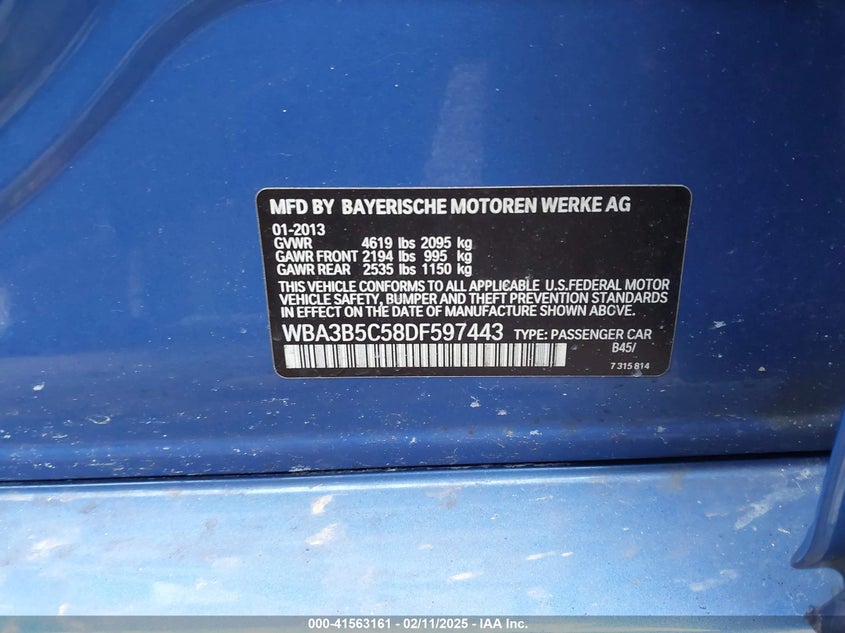 MFD BY BAYERISCHE MOTOREN WERKE AG
01-2013
GVWR 4619 lbs 2095 kg
GAWR FRONT 2194 lbs 995 kg
GAWR REAR 2535 lbs 1150 kg
THIS VEHICLE CONFORMS TO ALL APPLICABLE U.S.FEDERAL MOTOR
VEHICLE SAFETY, BUMPER AND THEFT PREVENTION STANDARDS
IN EFFECT ON THE DATE OF MANUFACTURE SHOWN ABOVE.
WBA3B5C58DF597443 TYPE: PASSENGER CAR
B45/
7 315 814
000-41563161 - 02/11/2025 - IAA Inc.